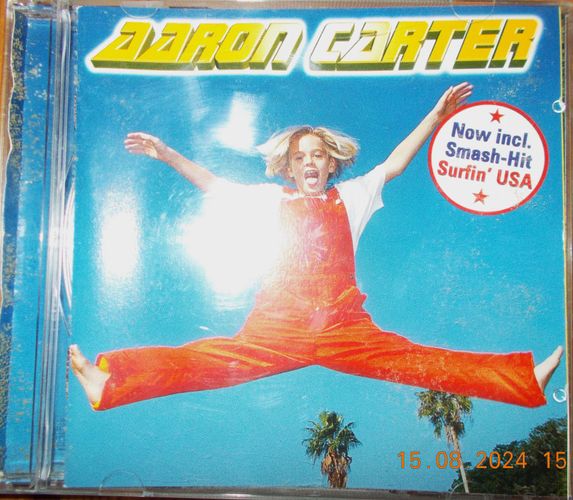 AARON CARTER
Now incl.
Smash-Hit
Surfin' USA
15.08.2024 15